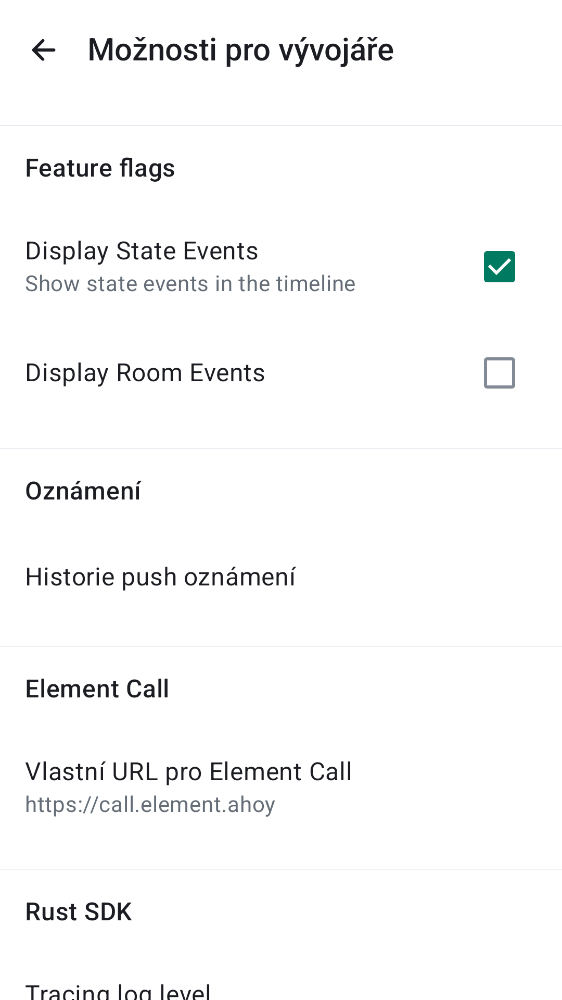 Možnosti pro vývojáře
Feature flags
Display State Events
Show state events in the timeline
Display Room Events
Oznámení
Historie push oznámení
Element Call
Vlastní URL pro Element Call
https://call.element.ahoy
Rust SDK
Tracing log level